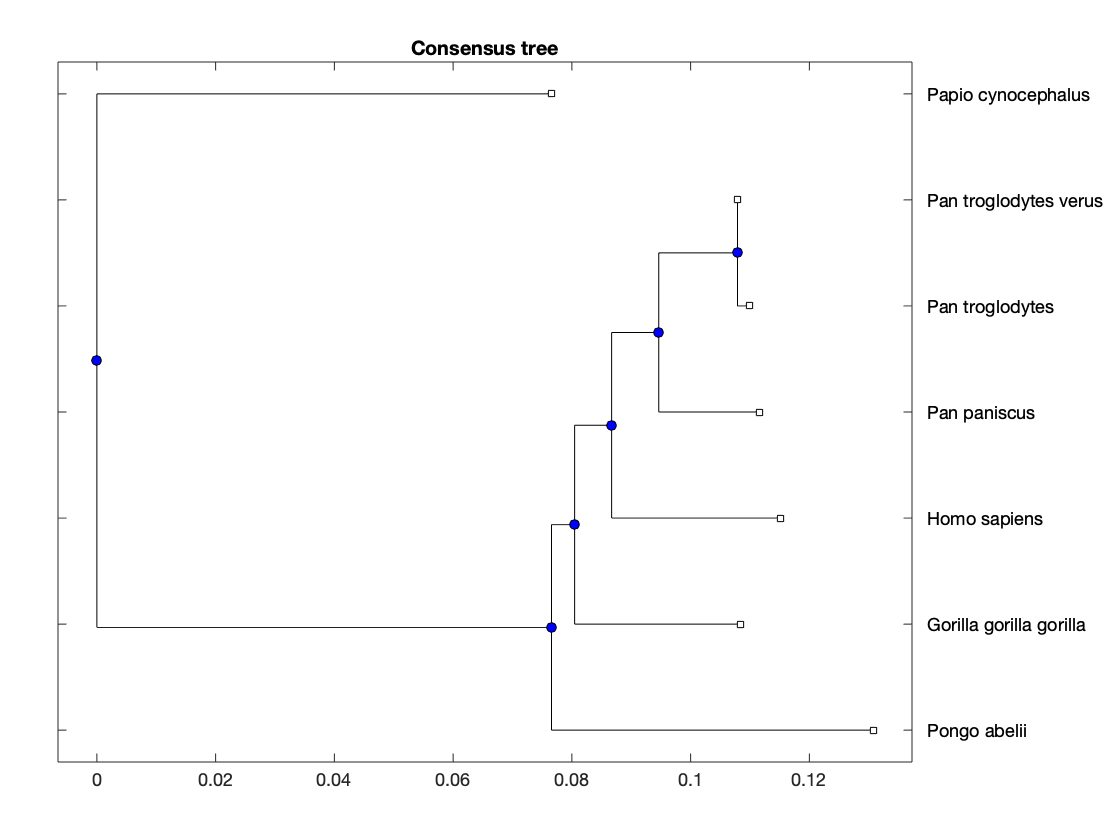 Consensus tree
Papio cynocephalus
Pan troglodytes verus
Pan troglodytes
Pan paniscus
Homo sapiens
Gorilla gorilla gorilla
Pongo abelii
0 0.02 0.04 0.06 0.08 0.1 0.12